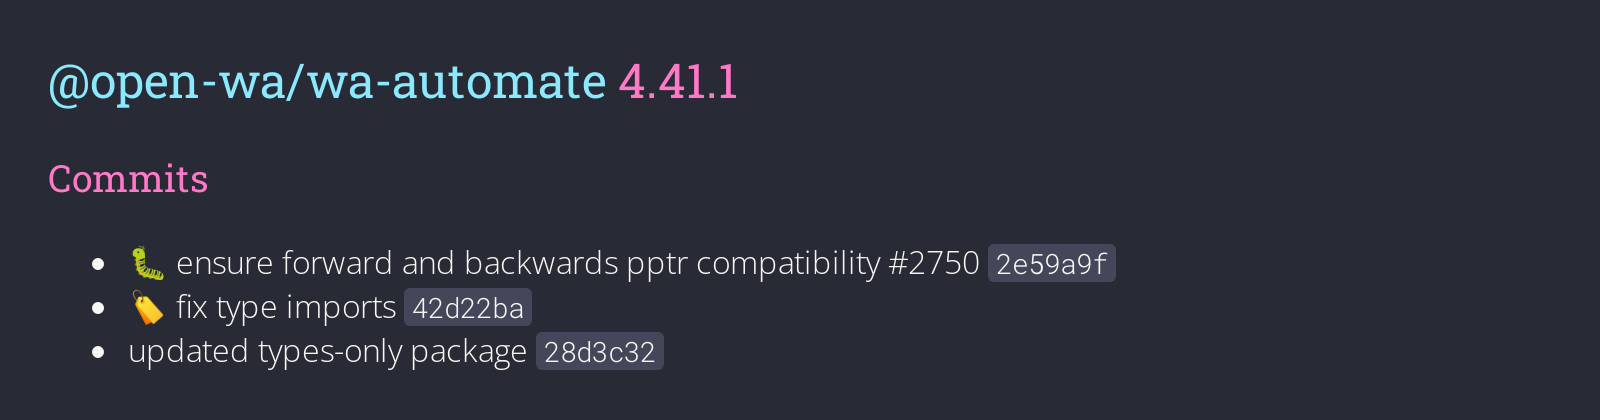 @open-wa/wa-automate 4.41.1
Commits
🐛 ensure forward and backwards pptr compatibility #2750 2e59a9f
🏷️ fix type imports 42d22ba
updated types-only package 28d3c32